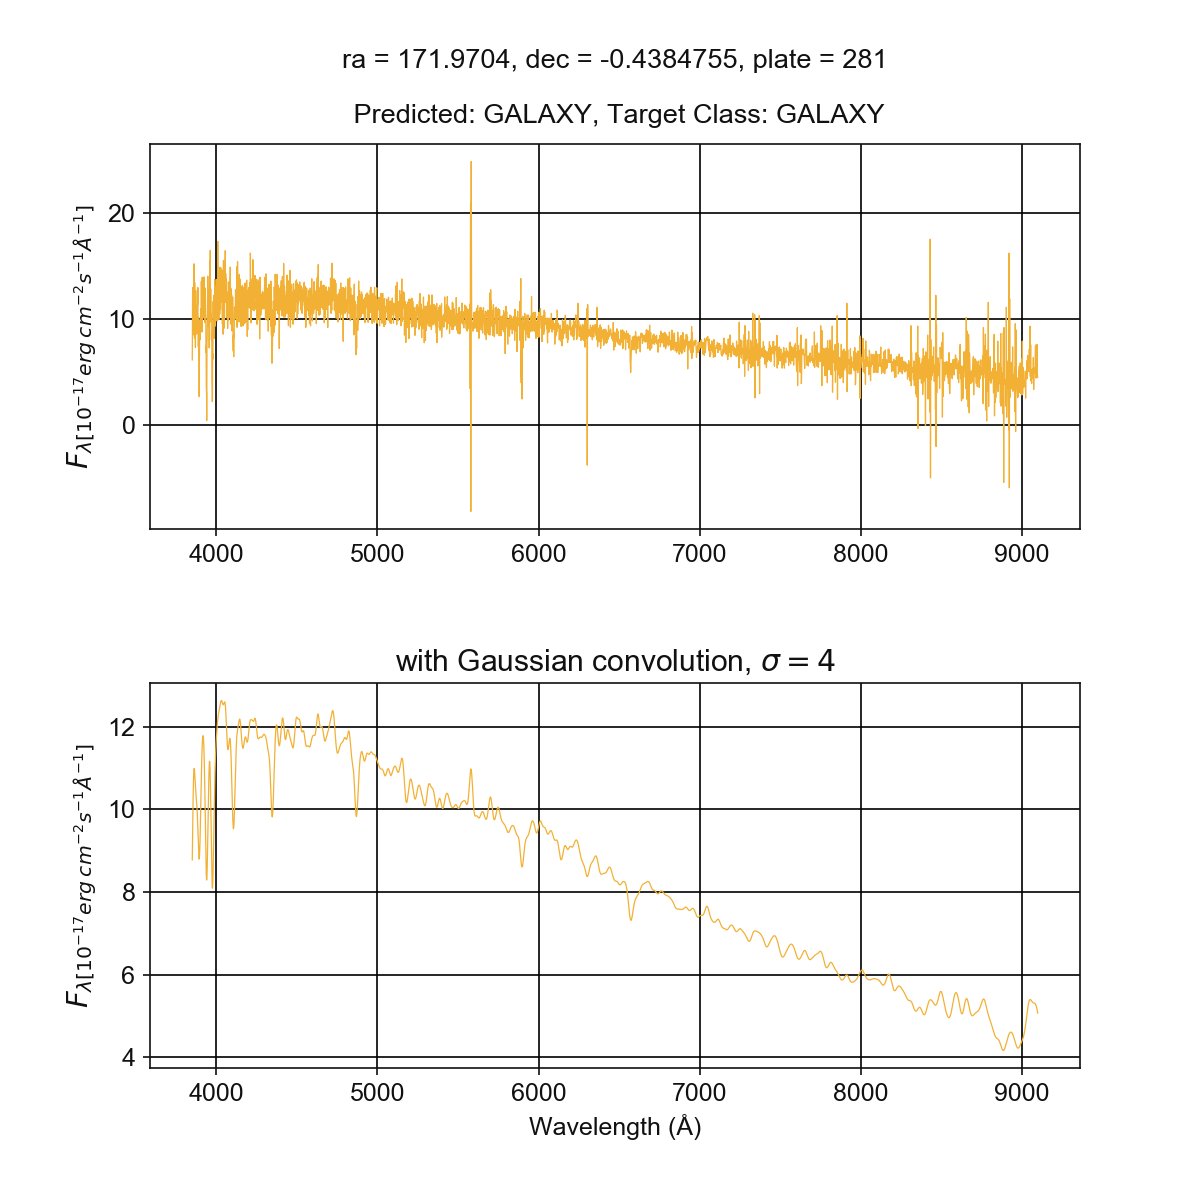 ra = 171.9704, dec = -0.4384755, plate = 281
Predicted: GALAXY, Target Class: GALAXY
F_λ[10⁻¹⁷erg cm⁻²s⁻¹Å⁻¹]
20
10
0
4000 5000 6000 7000 8000 9000
with Gaussian convolution, σ = 4
F_λ[10⁻¹⁷erg cm⁻²s⁻¹Å⁻¹]
12
10
8
6
4
4000 5000 6000 7000 8000 9000
Wavelength (Å)